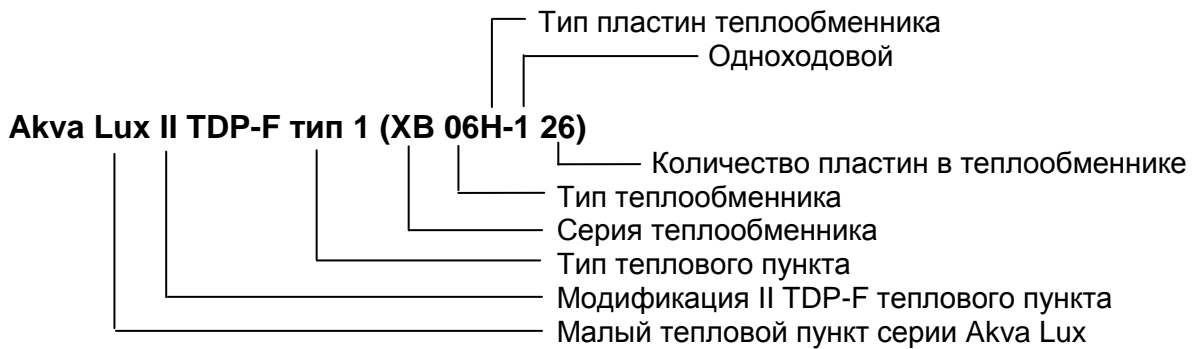 Тип пластин теплообменника
Одноходовой
Akva Lux II TDP-F тип 1 (XB 06H-1 26)
Количество пластин в теплообменнике
Тип теплообменника
Серия теплообменника
Тип теплового пункта
Модификация II TDP-F теплового пункта
Малый тепловой пункт серии Akva Lux